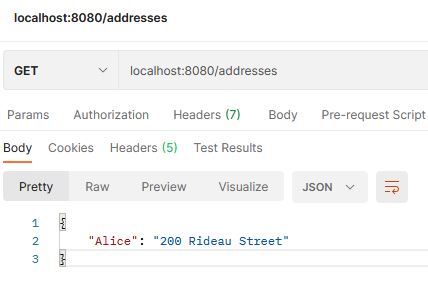 localhost:8080/addresses
GET localhost:8080/addresses
Params Authorization Headers (7) Body Pre-request Script
Body Cookies Headers (5) Test Results
Pretty Raw Preview Visualize JSON
1 {
2 "Alice": "200 Rideau Street"
3 }